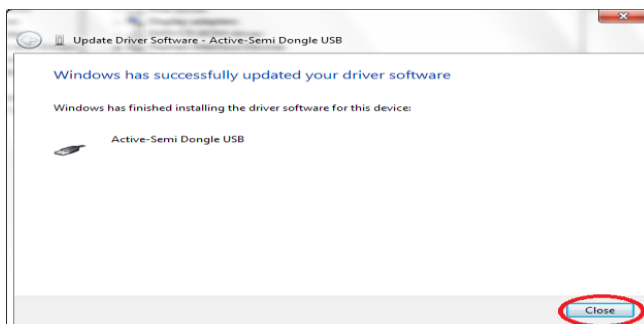 Update Driver Software - Active-Semi Dongle USB
Windows has successfully updated your driver software
Windows has finished installing the driver software for this device:
Active-Semi Dongle USB
Close